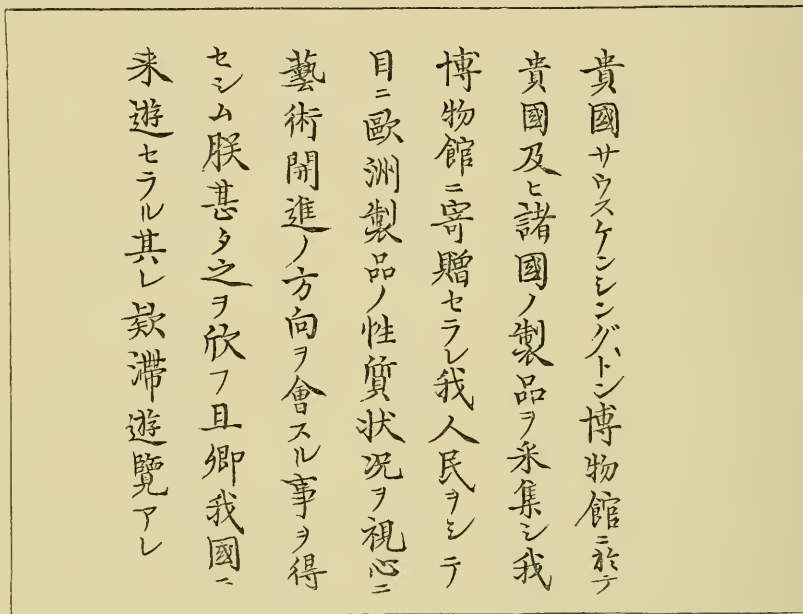 貴國サウスケンシングトン博物館ニ於テ
貴國及ヒ諸國ノ製品ヲ采集シ我
博物館ニ寄贈セラレ我人民ヲシテ
目ニ歐洲製品ノ性質状况ヲ視心ニ
藝術開進ノ方向ヲ會スル事ヲ得
セシム朕甚タ之ヲ欣フ且卿我國ニ
来遊セラル其レ欵滞遊覽アレ